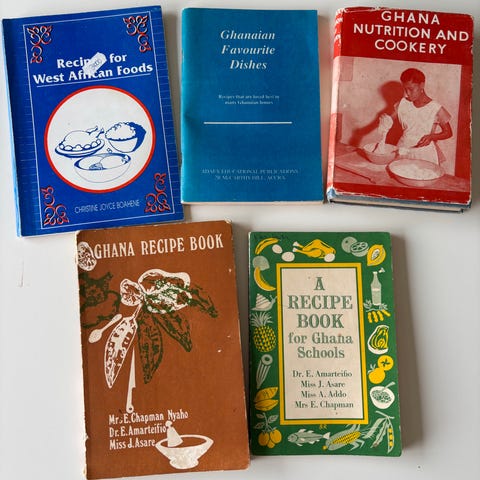 Recipes for
West African Foods
CHRISTINE JOYCE BOAHENE
Ghanaian
Favourite
Dishes
Recipes that are loved best in
many Ghanaian homes
GHANA
NUTRITION AND
COOKERY
GHANA RECIPE BOOK
Mrs E. Chapman Nyaho
Dr. E. Amarteifio
Miss J. Asare
A
RECIPE
BOOK
for Ghana
Schools
Dr. E. Amarteifio
Miss J. Asare
Miss A. Addo
Mrs E. Chapman